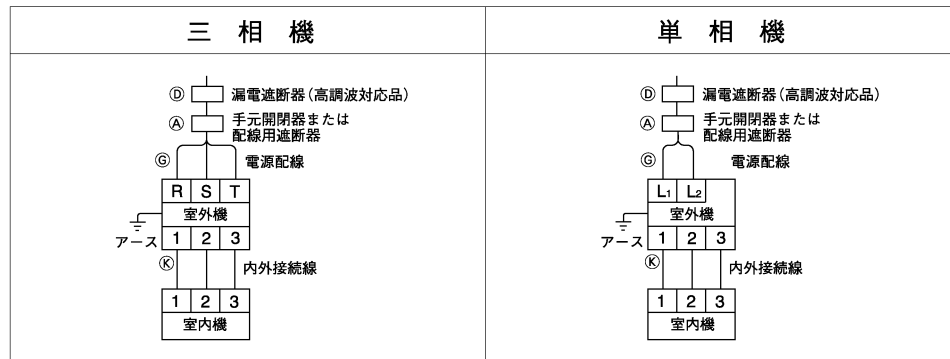 三相機
Ⓓ 漏電遮断器（高調波対応品）
Ⓐ 手元開閉器または
配線用遮断器
Ⓖ 電源配線
R S T
室外機
アース
1 2 3
Ⓚ 内外接続線
1 2 3
室内機
単相機
Ⓓ 漏電遮断器（高調波対応品）
Ⓐ 手元開閉器または
配線用遮断器
Ⓖ 電源配線
L1 L2
室外機
アース
1 2 3
Ⓚ 内外接続線
1 2 3
室内機